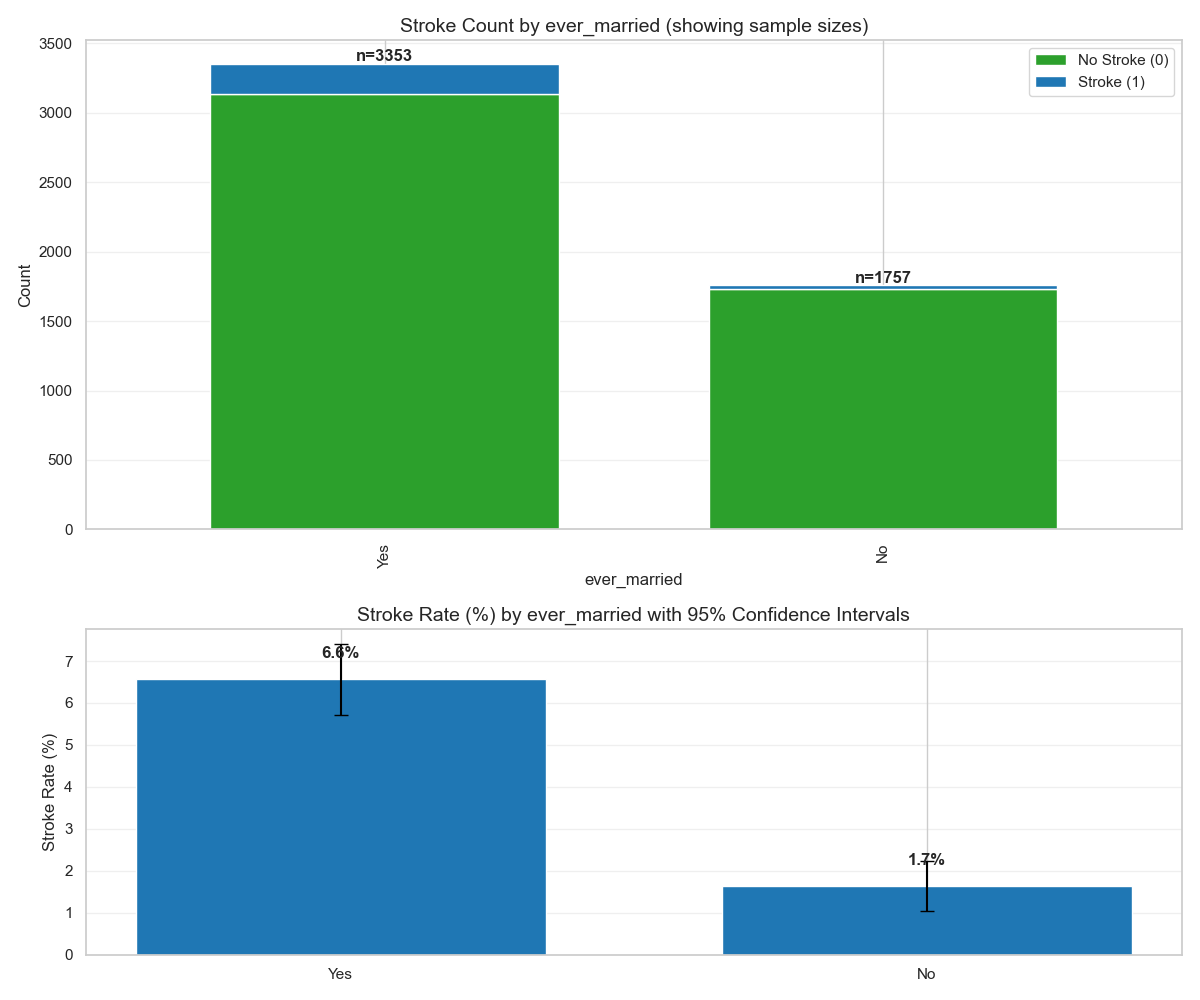 Stroke Count by ever_married (showing sample sizes)
3500
3000
2500
2000
1500
1000
500
0
Count
n=3353
n=1757
No Stroke (0)
Stroke (1)
Yes
No
ever_married
Stroke Rate (%) by ever_married with 95% Confidence Intervals
7
6
5
4
3
2
1
0
Stroke Rate (%)
6.6%
1.7%
Yes
No